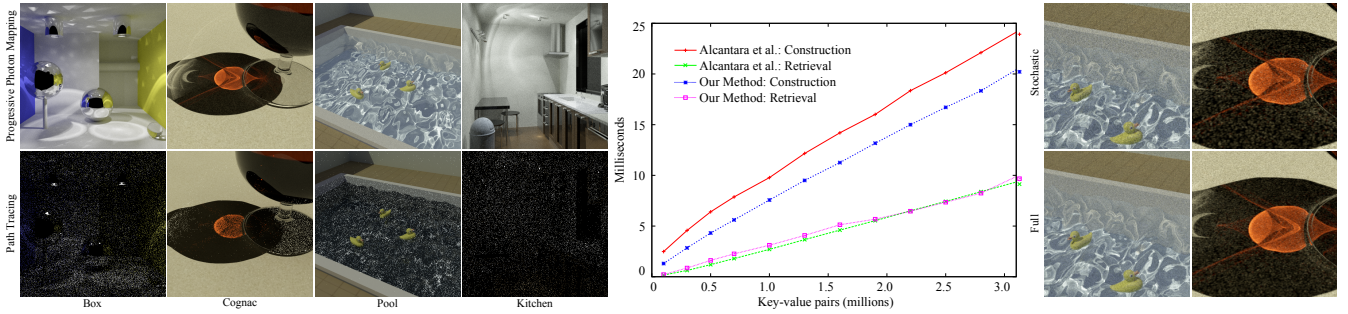 Progressive Photon Mapping
Path Tracing
Box
Cognac
Pool
Kitchen
Milliseconds
25
20
15
10
5
0
Alcantara et al.: Construction
Alcantara et al.: Retrieval
Our Method: Construction
Our Method: Retrieval
0
0.5
1.0
1.5
2.0
2.5
3.0
Key-value pairs (millions)
Stochastic
Full